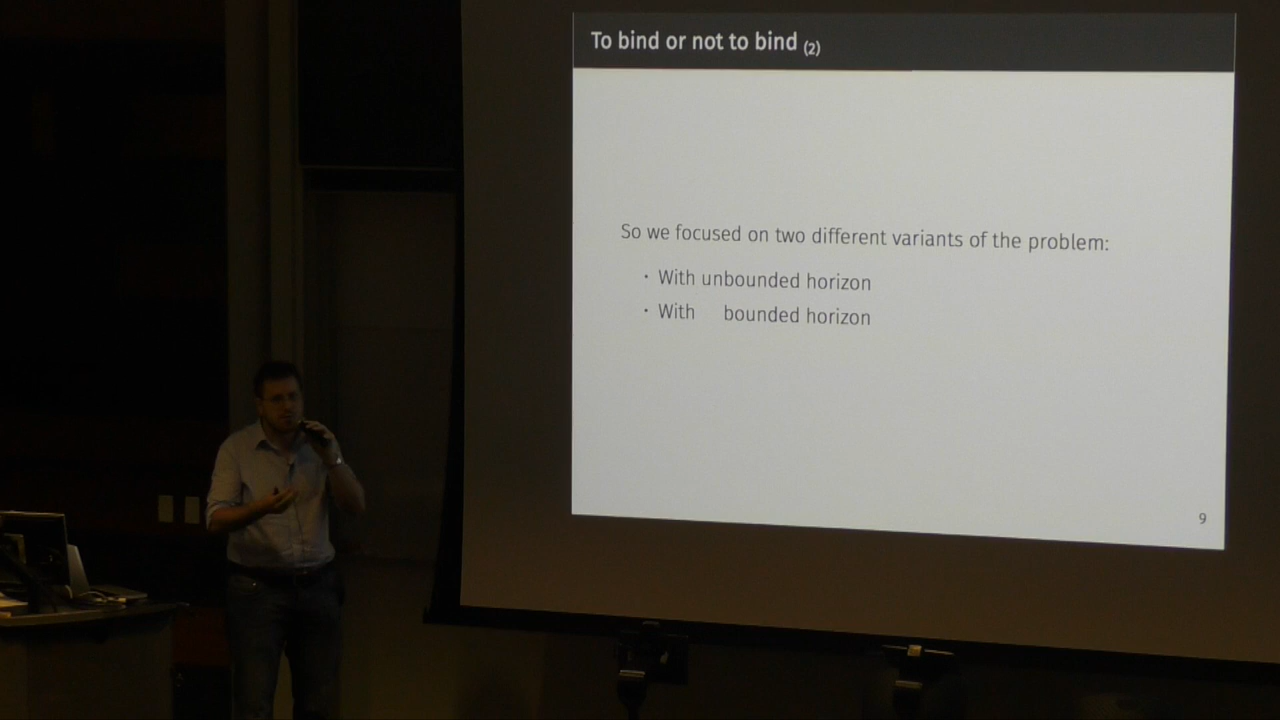 To bind or not to bind (2)
So we focused on two different variants of the problem:
· With unbounded horizon
· With bounded horizon
9